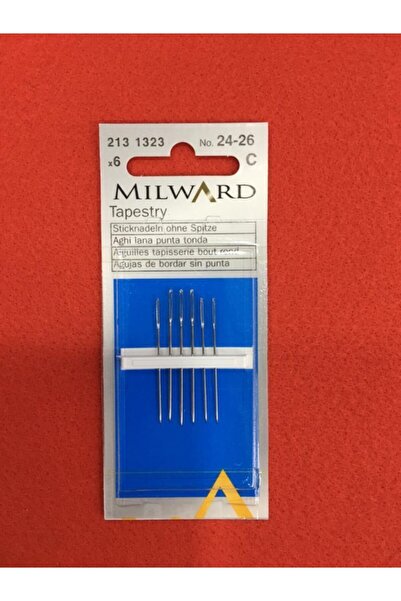 213 1323 No. 24-26
x6 C
MILWARD
Tapestry
Sticknadeln ohne Spitze
Aghi lana punta tonda
Aiguilles tapisserie bout rond
Agujas de bordar sin punta